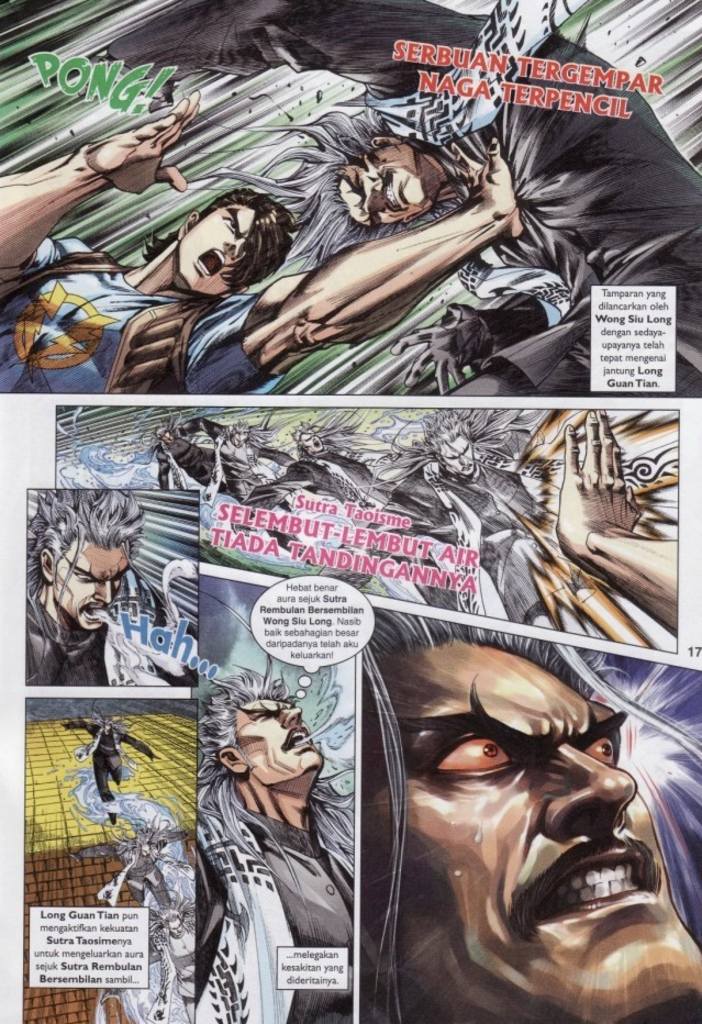 PONG!
SERBUAN TERGEMPAR
NAGA TERPENCIL
Tamparan yang
dilancarkan oleh
Wong Siu Long
dengan sedaya-
upayanya telah
tepat mengenai
jantung Long
Guan Tian.
Sutra Taoisme
SELEMBUT-LEMBUT AIR
TIADA TANDINGANNYA
Hah...
Hebat benar
aura sejuk Sutra
Rembulan Bersembilan
Wong Siu Long. Nasib
baik sebahagian besar
daripadanya telah aku
keluarkan!
17
Long Guan Tian pun
mengaktifkan kekuatan
Sutra Taosimenya
untuk mengeluarkan aura
sejuk Sutra Rembulan
Bersembilan sambil...
...melegakan
kesakitan yang
dideritainya.